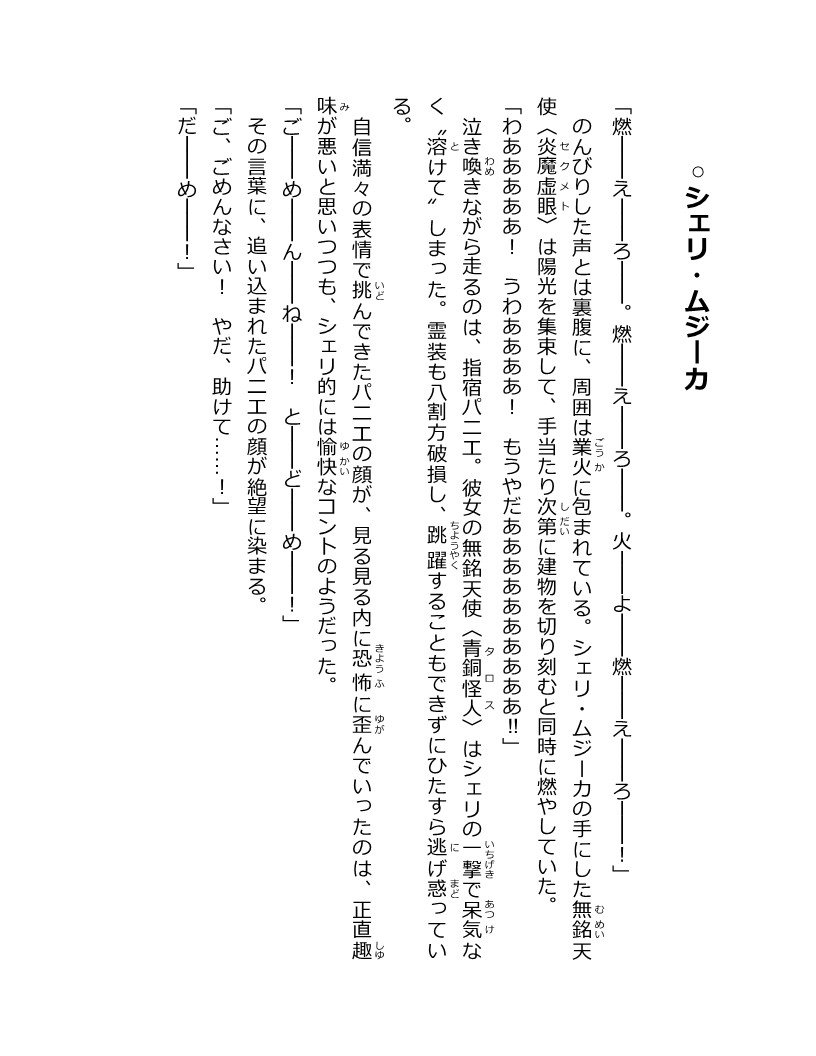 ○シェリ・ムジーカ
「燃――え――ろ――。燃――え――ろ――。火――よ――燃――え――ろ――！」
　のんびりした声とは裏腹に、周囲は業火に包まれている。シェリ・ムジーカの手にした無銘天
使〈炎魔虚眼〉は陽光を集束して、手当たり次第に建物を切り刻むと同時に燃やしていた。
「わあああああ！　うわああああ！　もうやだああああああああああ‼」
　泣き喚きながら走るのは、指宿パニエ。彼女の無銘天使〈青銅怪人〉はシェリの一撃で呆気な
く〝溶けて〟しまった。霊装も八割方破損し、跳躍することもできずにひたすら逃げ惑ってい
る。
　自信満々の表情で挑んできたパニエの顔が、見る見る内に恐怖に歪んでいったのは、正直趣
味が悪いと思いつつも、シェリ的には愉快なコントのようだった。
「ご――め――ん――ね――！　と――ど――め――！」
　その言葉に、追い込まれたパニエの顔が絶望に染まる。
「ご、ごめんなさい！　やだ、助けて……！」
「だ――め――！」